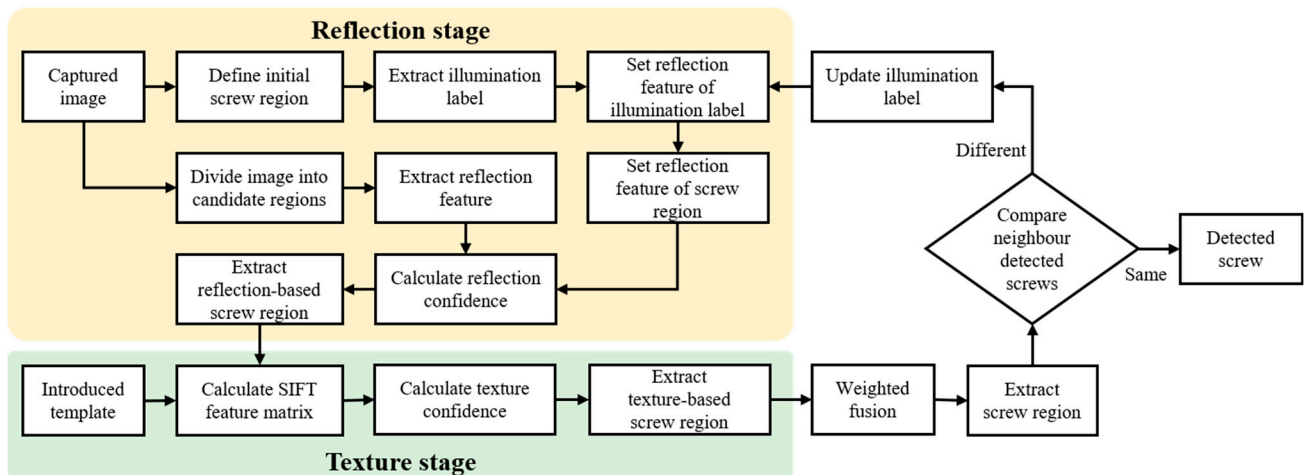 Reflection stage
Captured
image
Define initial
screw region
Extract illumination
label
Set reflection
feature of
illumination label
Update illumination
label
Divide image into
candidate regions
Extract reflection
feature
Set reflection
feature of screw
region
Different
Compare
neighbour
detected
screws
Same
Detected
screw
Extract
reflection-based
screw region
Calculate reflection
confidence
Introduced
template
Calculate SIFT
feature matrix
Calculate texture
confidence
Extract
texture-based
screw region
Weighted
fusion
Extract
screw region
Texture stage